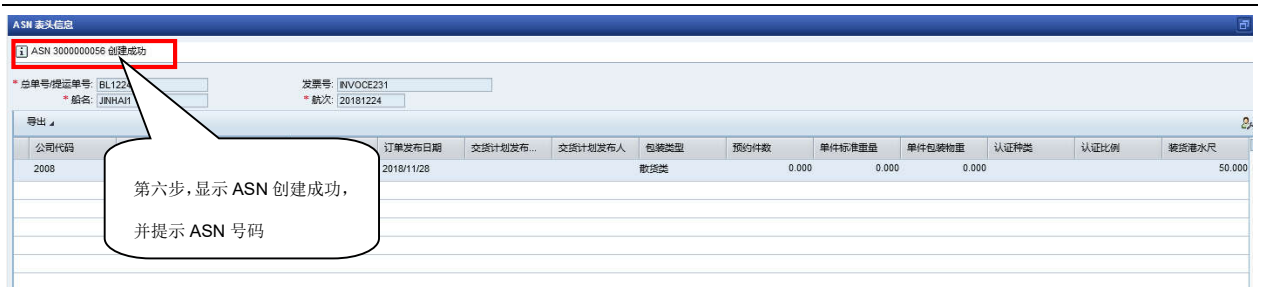 ASN 表头信息
ASN 3000000056 创建成功
* 总单号/提运单号: BL1224 发票号: INVOCE231
* 船名: JINHAI1 * 航次: 20181224
导出
公司代码 订单发布日期 交货计划发布... 交货计划发布人 包装类型 预约件数 单件标准重量 单件包装物重 认证种类 认证比例 装货港水尺
2008 2018/11/28 散货类 0.000 0.000 0.000 50.000
第六步，显示 ASN 创建成功，
并提示 ASN 号码